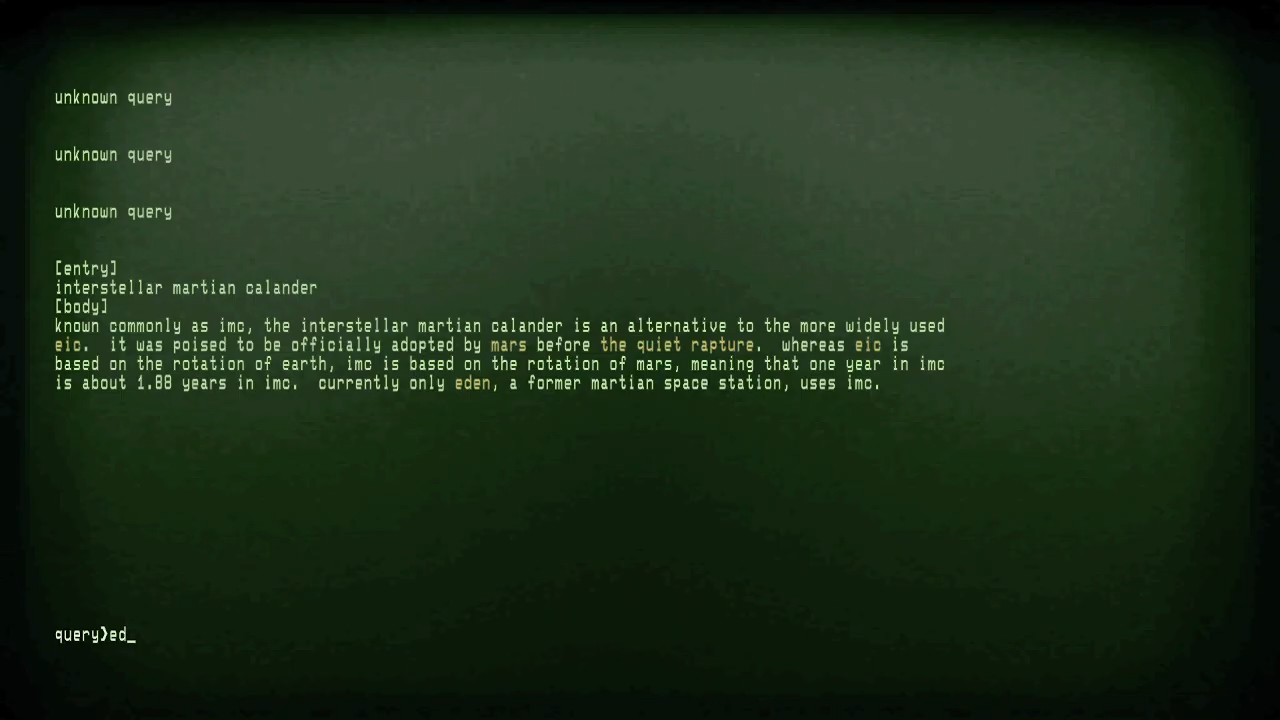 unknown query
unknown query
unknown query
[entry]
interstellar martian calander
[body]
known commonly as imc, the interstellar martian calander is an alternative to the more widely used
eic.  it was poised to be officially adopted by mars before the quiet rapture.  whereas eic is
based on the rotation of earth, imc is based on the rotation of mars, meaning that one year in imc
is about 1.88 years in imc.  currently only eden, a former martian space station, uses imc.
query>ed_